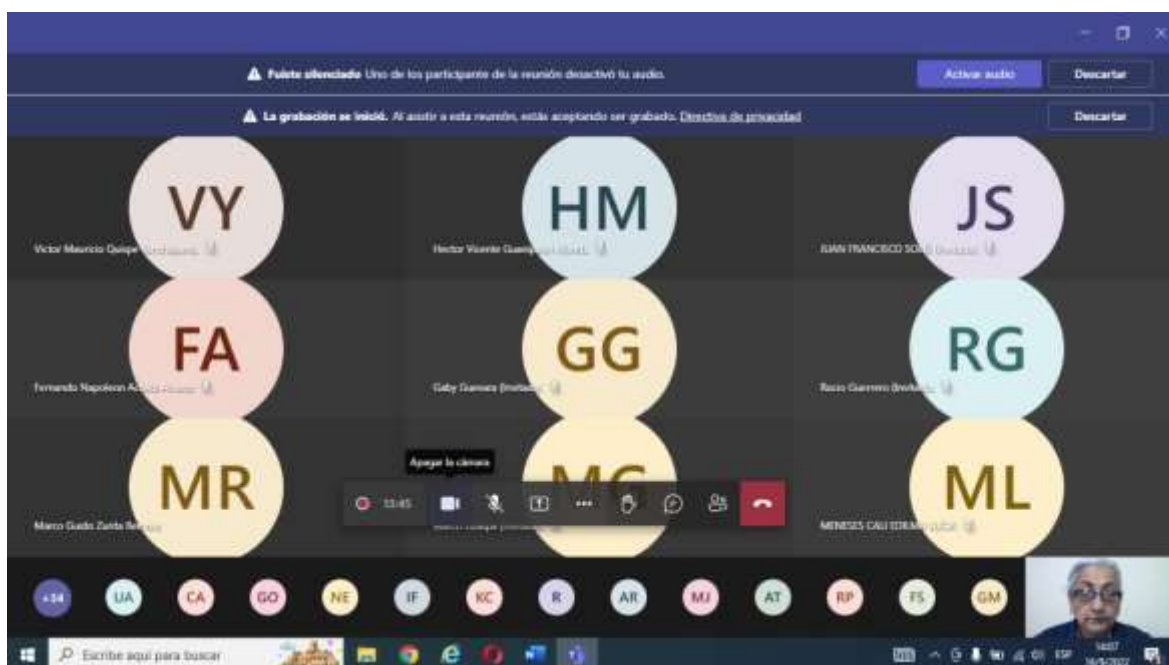 Fuiste silenciado Uno de los participante de la reunión desactivó tu audio.
Activar audio
Descartar
La grabación se inició. Al asistir a esta reunión, estás aceptando ser grabado. Directiva de privacidad
Descartar
VY
HM
JS
Victor Mauricio Quispe
Hector Vicente
JUAN FRANCISCO
FA
GG
RG
Fernando Napoleon
Gaby Guevara (Invitado)
Rocio Guerrero
MR
MG
ML
Apagar la cámara
Marco Guido Zurita
MENESES CALI
+34
UA
CA
GO
NE
IF
KC
R
AR
MJ
AT
RP
FS
GM
Escribe aquí para buscar
ESP